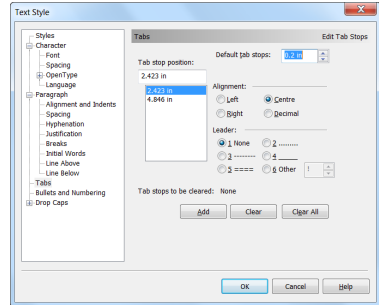 Text Style
Styles
Character
Font
Spacing
OpenType
Language
Paragraph
Alignment and Indents
Spacing
Hyphenation
Justification
Breaks
Initial Words
Line Above
Line Below
Tabs
Bullets and Numbering
Drop Caps
Tabs Edit Tab Stops
Default tab stops: 0.2 in
Tab stop position:
2.423 in
2.423 in
4.846 in
Alignment:
Left Centre
Right Decimal
Leader:
1 None 2 .........
3 -------- 4 _____
5 ==== 6 Other !
Tab stops to be cleared: None
Add Clear Clear All
OK Cancel Help